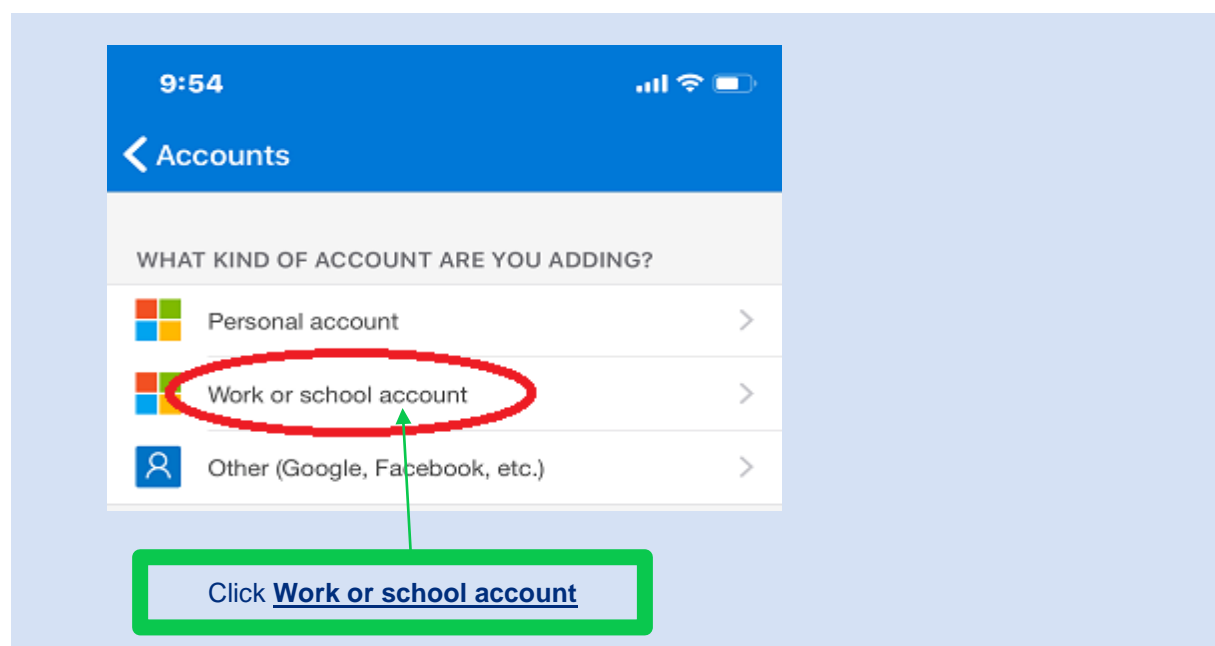 9:54
Accounts
WHAT KIND OF ACCOUNT ARE YOU ADDING?
Personal account
Work or school account
Other (Google, Facebook, etc.)
Click Work or school account